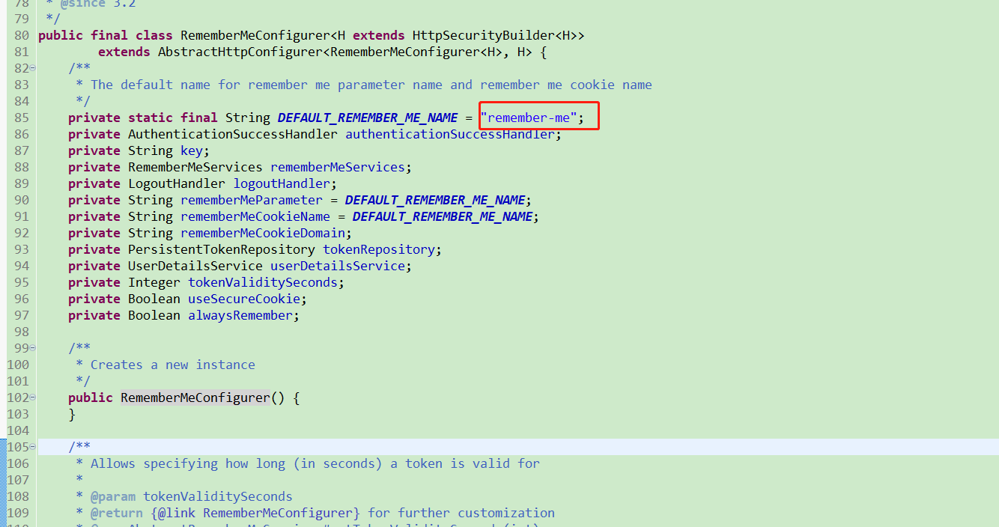 78 * @since 3.2
79 */
80 public final class RememberMeConfigurer<H extends HttpSecurityBuilder<H>>
81 extends AbstractHttpConfigurer<RememberMeConfigurer<H>, H> {
82 /**
83 * The default name for remember me parameter name and remember me cookie name
84 */
85 private static final String DEFAULT_REMEMBER_ME_NAME = "remember-me";
86 private AuthenticationSuccessHandler authenticationSuccessHandler;
87 private String key;
88 private RememberMeServices rememberMeServices;
89 private LogoutHandler logoutHandler;
90 private String rememberMeParameter = DEFAULT_REMEMBER_ME_NAME;
91 private String rememberMeCookieName = DEFAULT_REMEMBER_ME_NAME;
92 private String rememberMeCookieDomain;
93 private PersistentTokenRepository tokenRepository;
94 private UserDetailsService userDetailsService;
95 private Integer tokenValiditySeconds;
96 private Boolean useSecureCookie;
97 private Boolean alwaysRemember;
98
99 /**
100 * Creates a new instance
101 */
102 public RememberMeConfigurer() {
103 }
104
105 /**
106 * Allows specifying how long (in seconds) a token is valid for
107 *
108 * @param tokenValiditySeconds
109 * @return {@link RememberMeConfigurer} for further customization